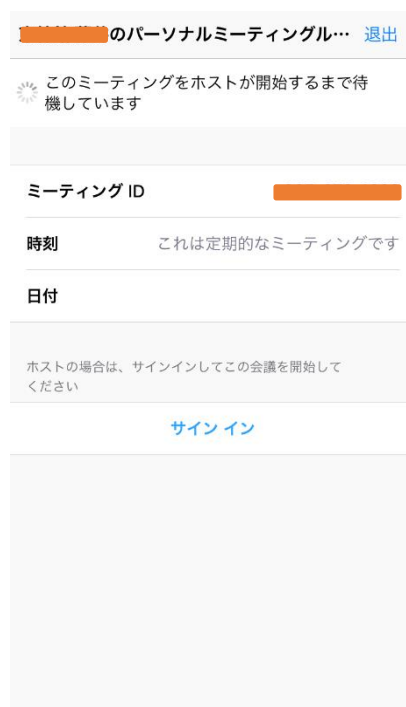 のパーソナルミーティングル… 退出
このミーティングをホストが開始するまで待
機しています
ミーティング ID
時刻 これは定期的なミーティングです
日付
ホストの場合は、サインインしてこの会議を開始して
ください
サイン イン